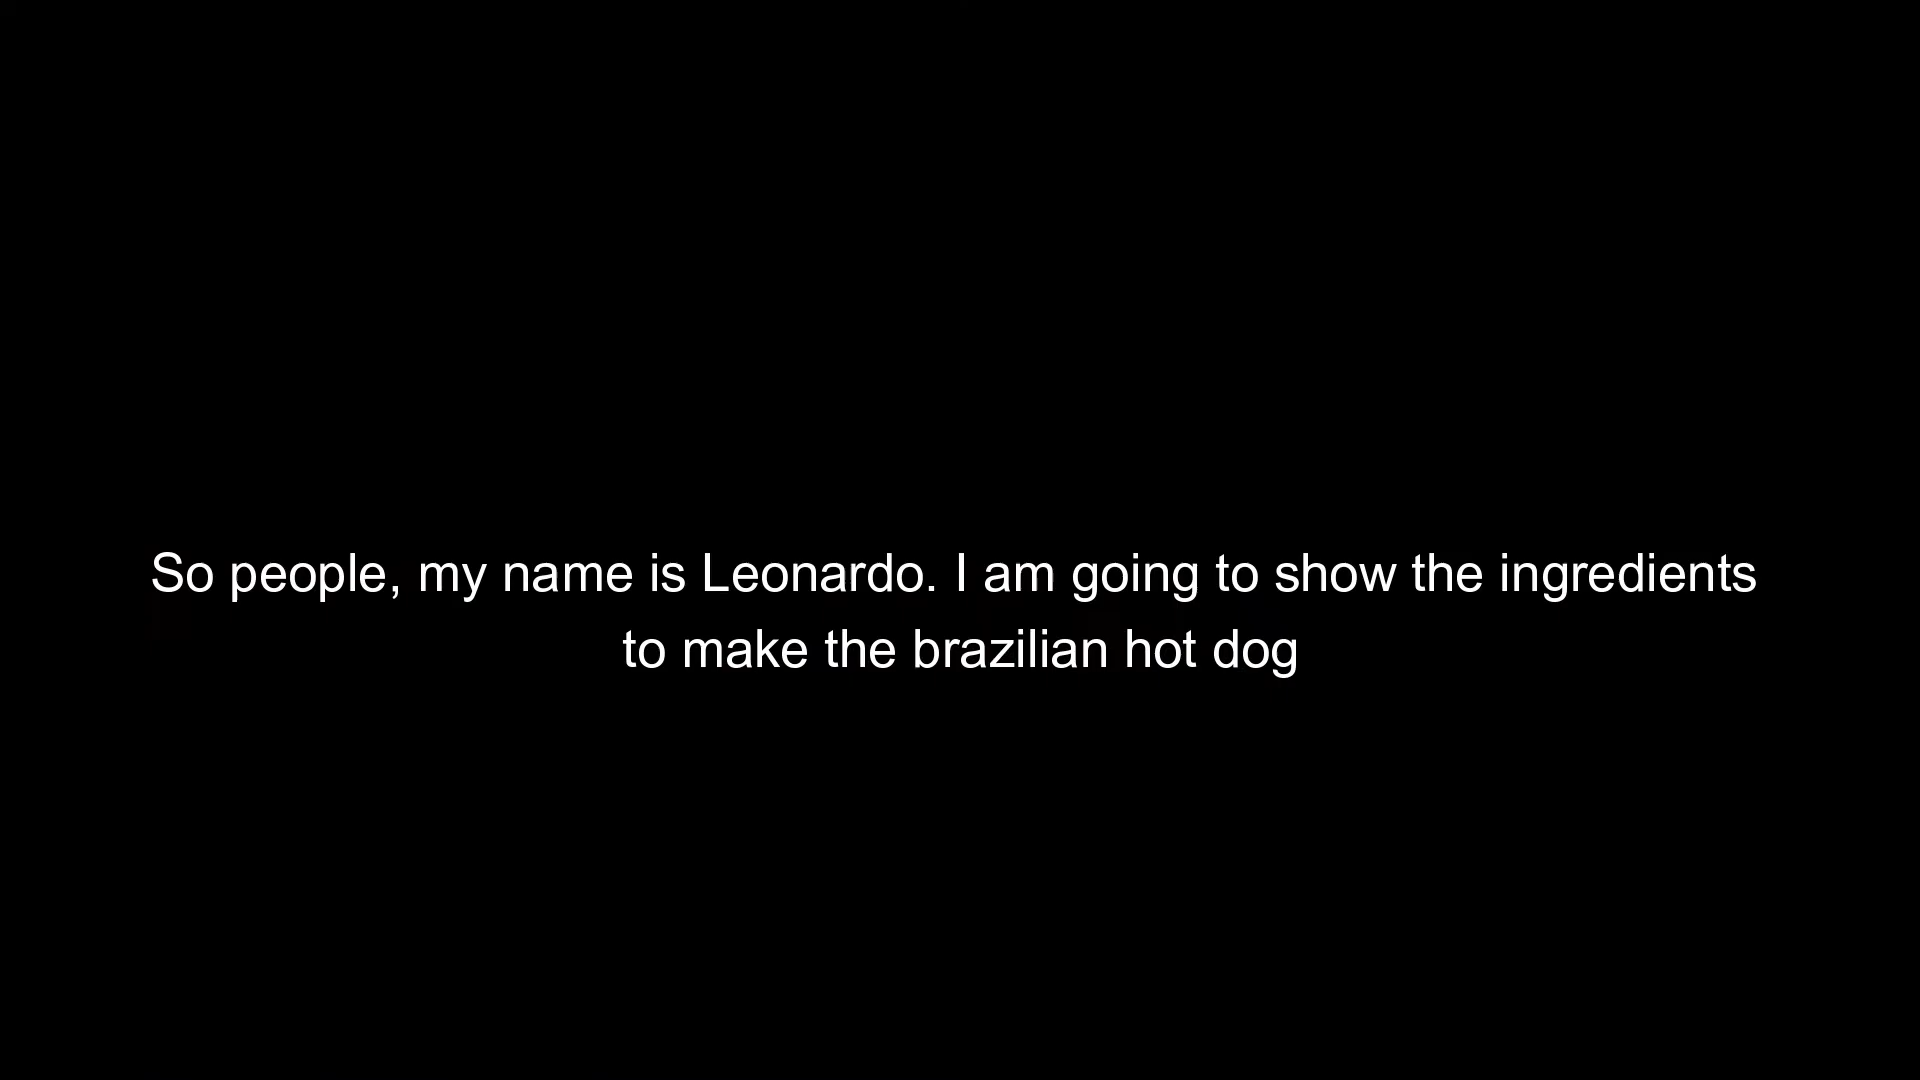 So people, my name is Leonardo. I am going to show the ingredients
to make the brazilian hot dog